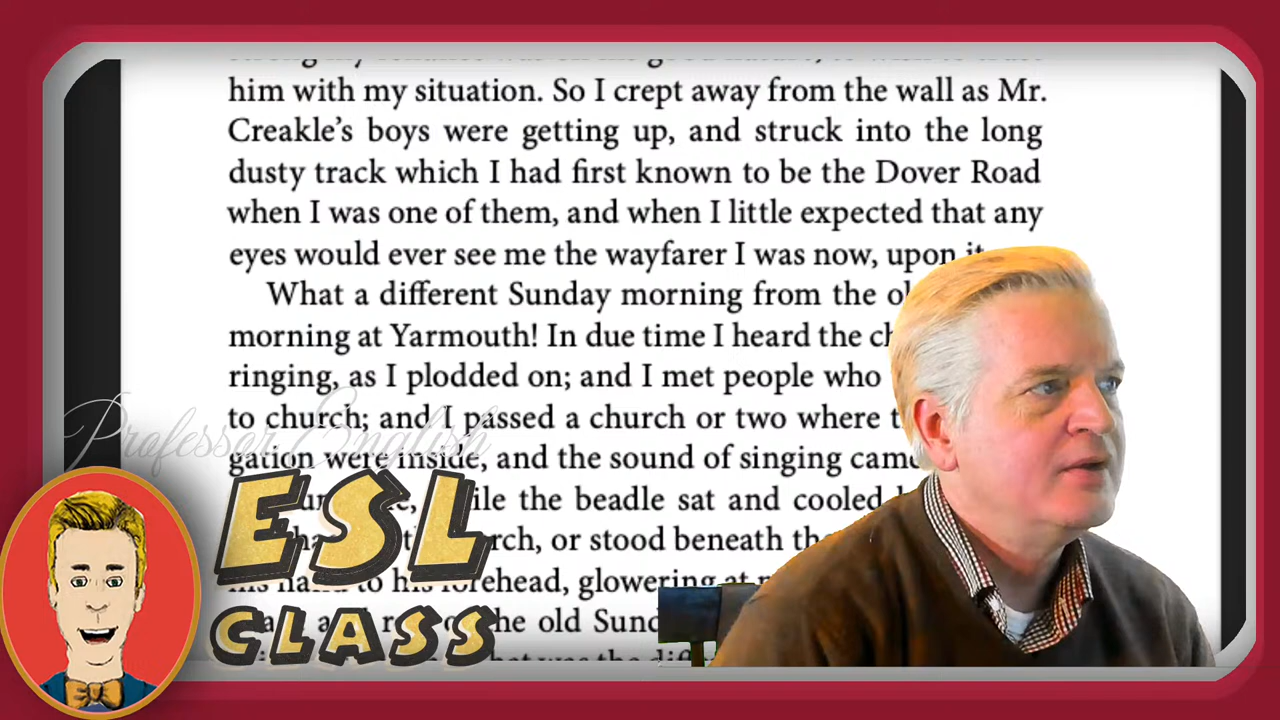 him with my situation. So I crept away from the wall as Mr.
Creakle's boys were getting up, and struck into the long
dusty track which I had first known to be the Dover Road
when I was one of them, and when I little expected that any
eyes would ever see me the wayfarer I was now, upon it
What a different Sunday morning from the
morning at Yarmouth! In due time I heard the
ringing, as I plodded on; and I met people who
to church; and I passed a church or two where
gation were inside, and the sound of singing came
the beadle sat and cooled
or stood beneath the
his hand to his forehead, glowering at
the old
Professor English
ESL
CLASS